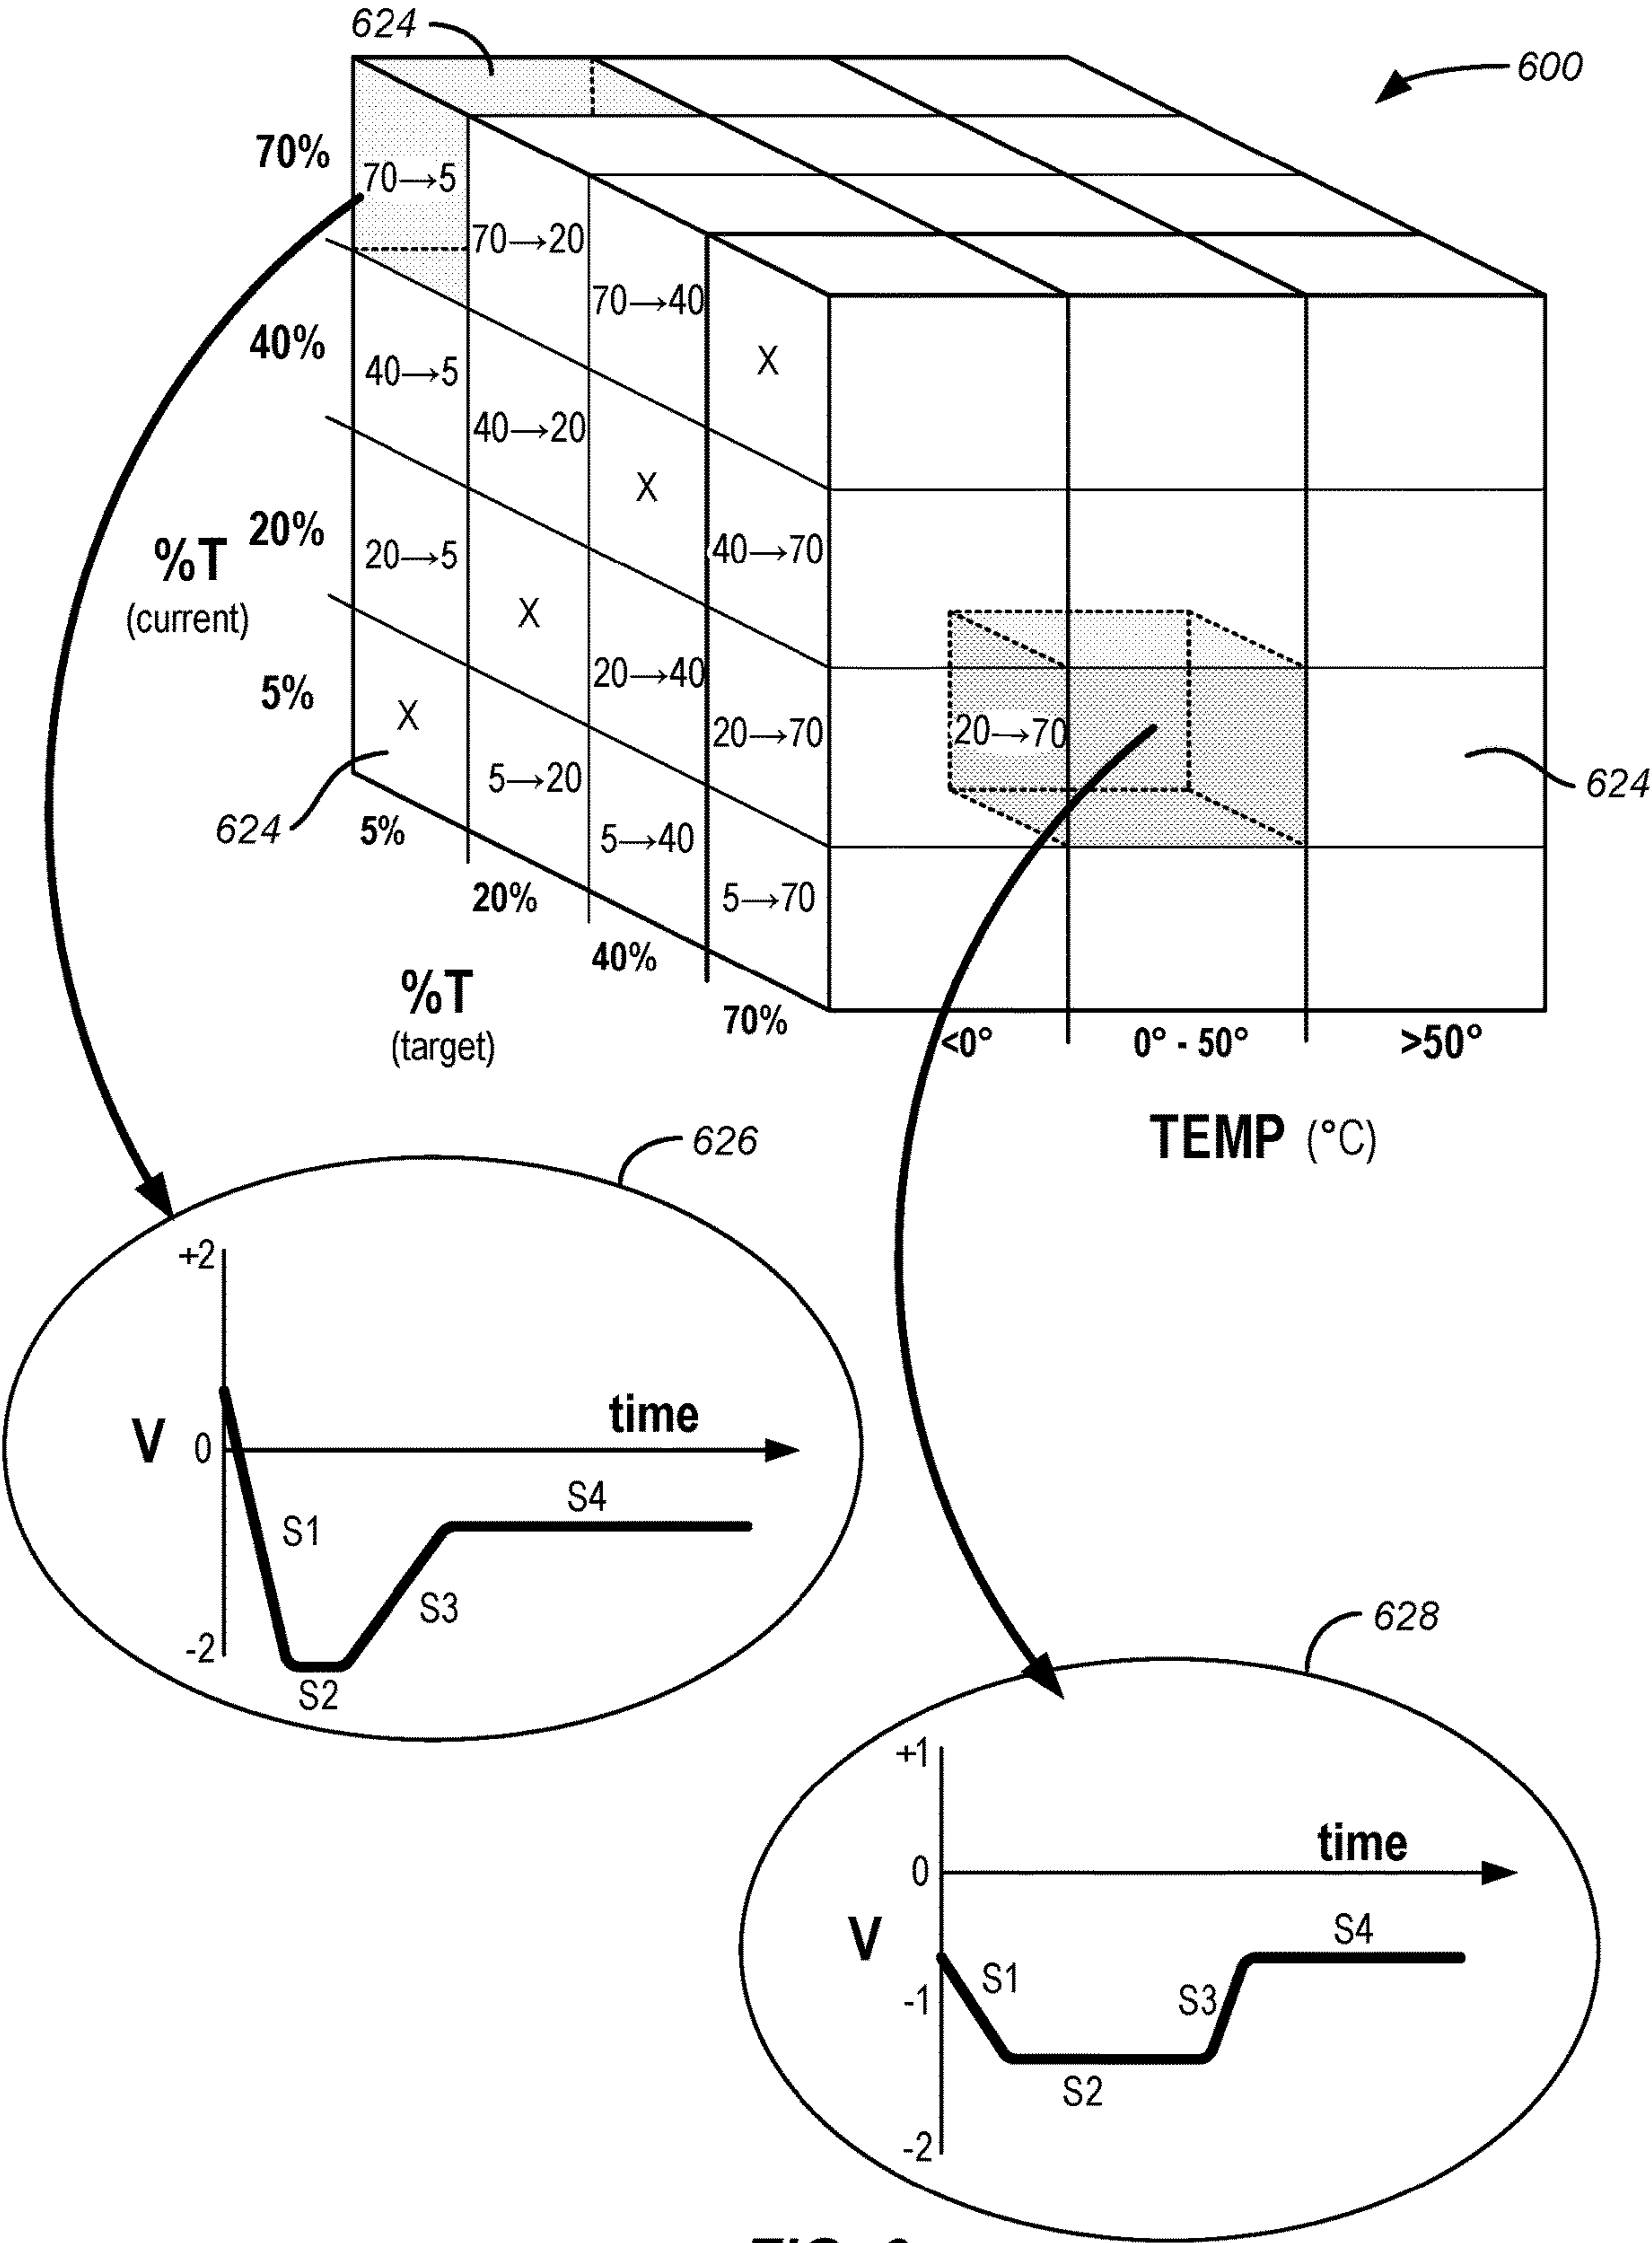 624
600
70%
70→5
70→20
70→40
X
40%
40→5
40→20
X
40→70
%T
(current)
20%
20→5
X
20→40
20→70
20→70
5%
X
5→20
5→40
5→70
624
624
5%
20%
40%
70%
%T
(target)
<0°
0° - 50°
>50°
TEMP (°C)
626
+2
time
V
0
S4
S1
S3
-2
S2
628
+1
time
0
V
S4
S1
-1
S3
S2
-2